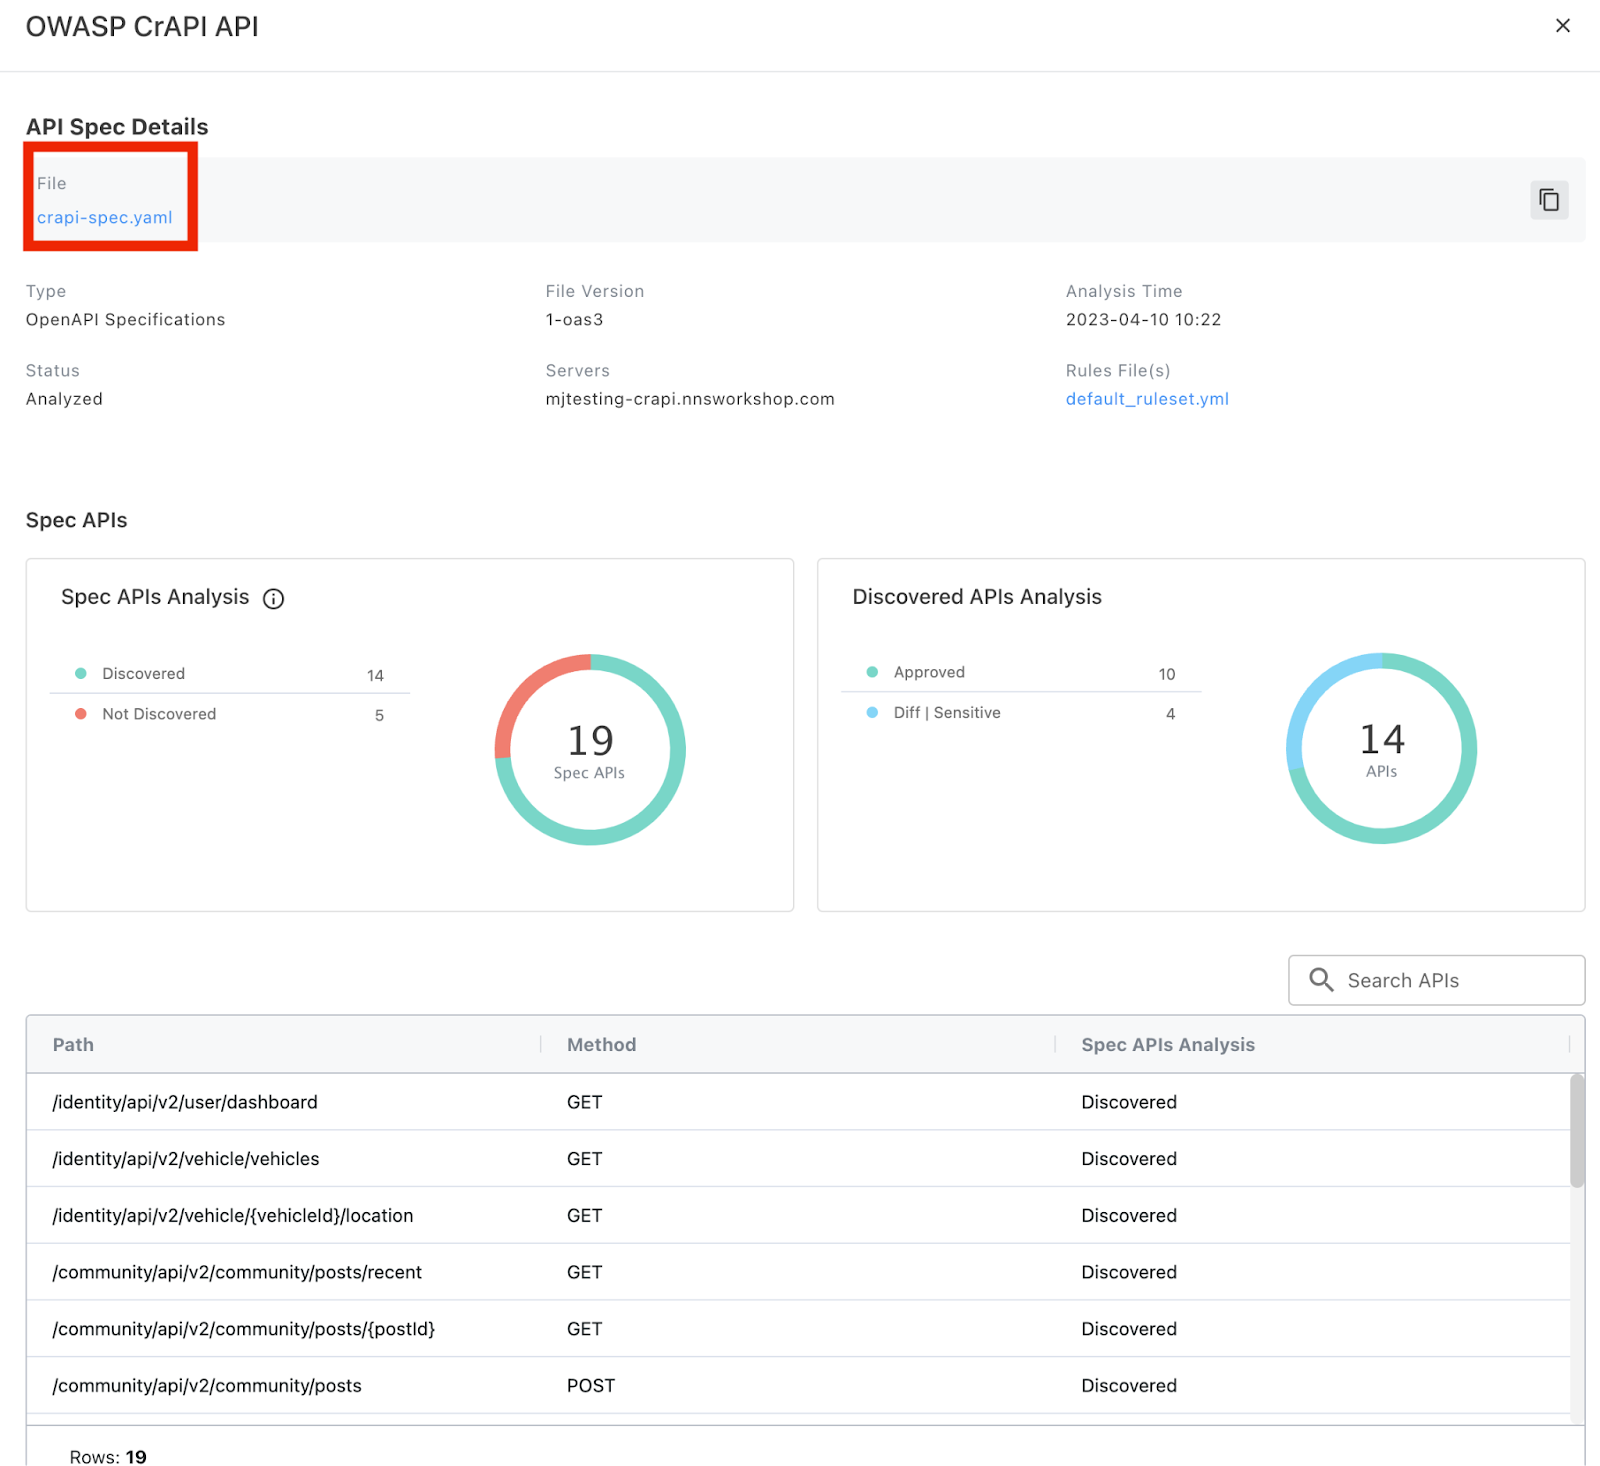 OWASP CrAPI API
API Spec Details
File
crapi-spec.yaml
Type
OpenAPI Specifications
File Version
1-oas3
Analysis Time
2023-04-10 10:22
Status
Analyzed
Servers
mjtesting-crapi.nnsworkshop.com
Rules File(s)
default_ruleset.yml
Spec APIs
Spec APIs Analysis
Discovered 14
Not Discovered 5
19
Spec APIs
Discovered APIs Analysis
Approved 10
Diff | Sensitive 4
14
APIs
Search APIs
Path Method Spec APIs Analysis
/identity/api/v2/user/dashboard GET Discovered
/identity/api/v2/vehicle/vehicles GET Discovered
/identity/api/v2/vehicle/{vehicleId}/location GET Discovered
/community/api/v2/community/posts/recent GET Discovered
/community/api/v2/community/posts/{postId} GET Discovered
/community/api/v2/community/posts POST Discovered
Rows: 19